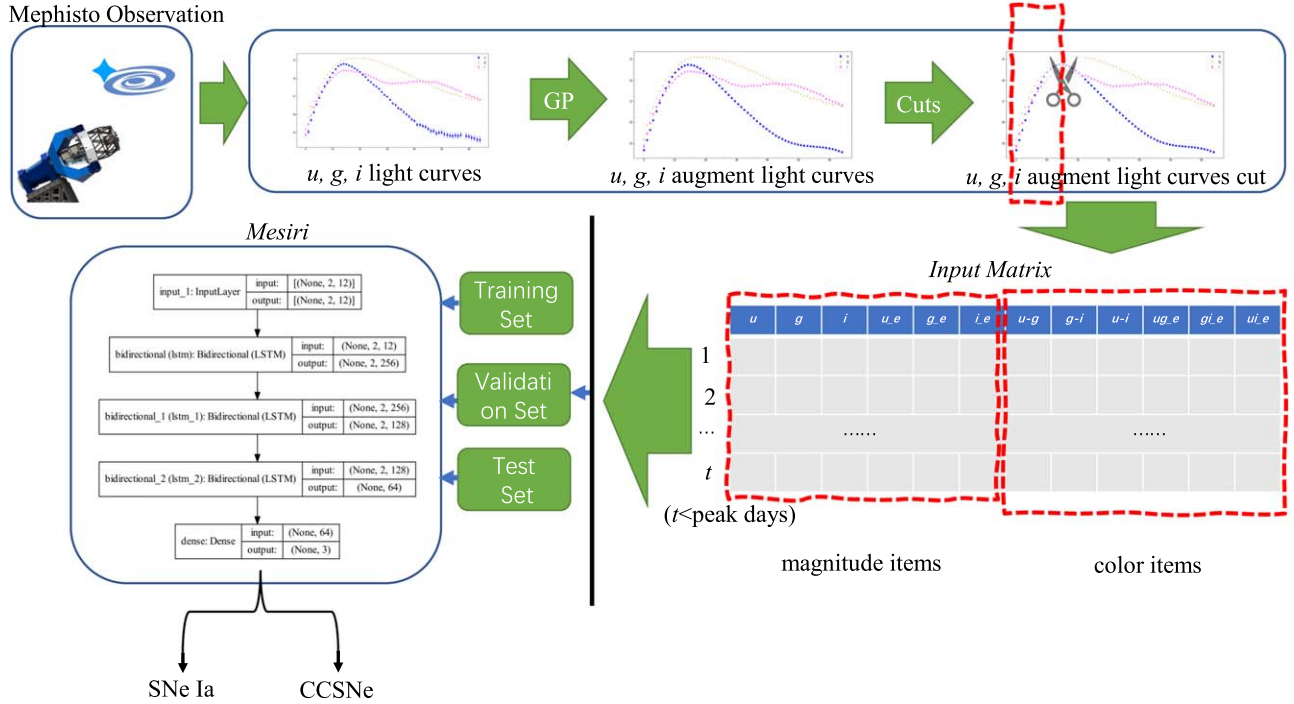 Mephisto Observation
GP
Cuts
u, g, i light curves
u, g, i augment light curves
u, g, i augment light curves cut
Mesiri
input_1: InputLayer
input:
[(None, 2, 12)]
output:
[(None, 2, 12)]
bidirectional (lstm): Bidirectional (LSTM)
input:
(None, 2, 12)
output:
(None, 2, 256)
bidirectional_1 (lstm_1): Bidirectional (LSTM)
input:
(None, 2, 256)
output:
(None, 2, 128)
bidirectional_2 (lstm_2): Bidirectional (LSTM)
input:
(None, 2, 128)
output:
(None, 64)
dense: Dense
input:
(None, 64)
output:
(None, 3)
SNe Ia
CCSNe
Training
Set
Validati
on Set
Test
Set
Input Matrix
u g i u_e g_e i_e u-g g-i u-i ug_e gi_e ui_e
1
2
... ...... ......
t
(t<peak days)
magnitude items
color items